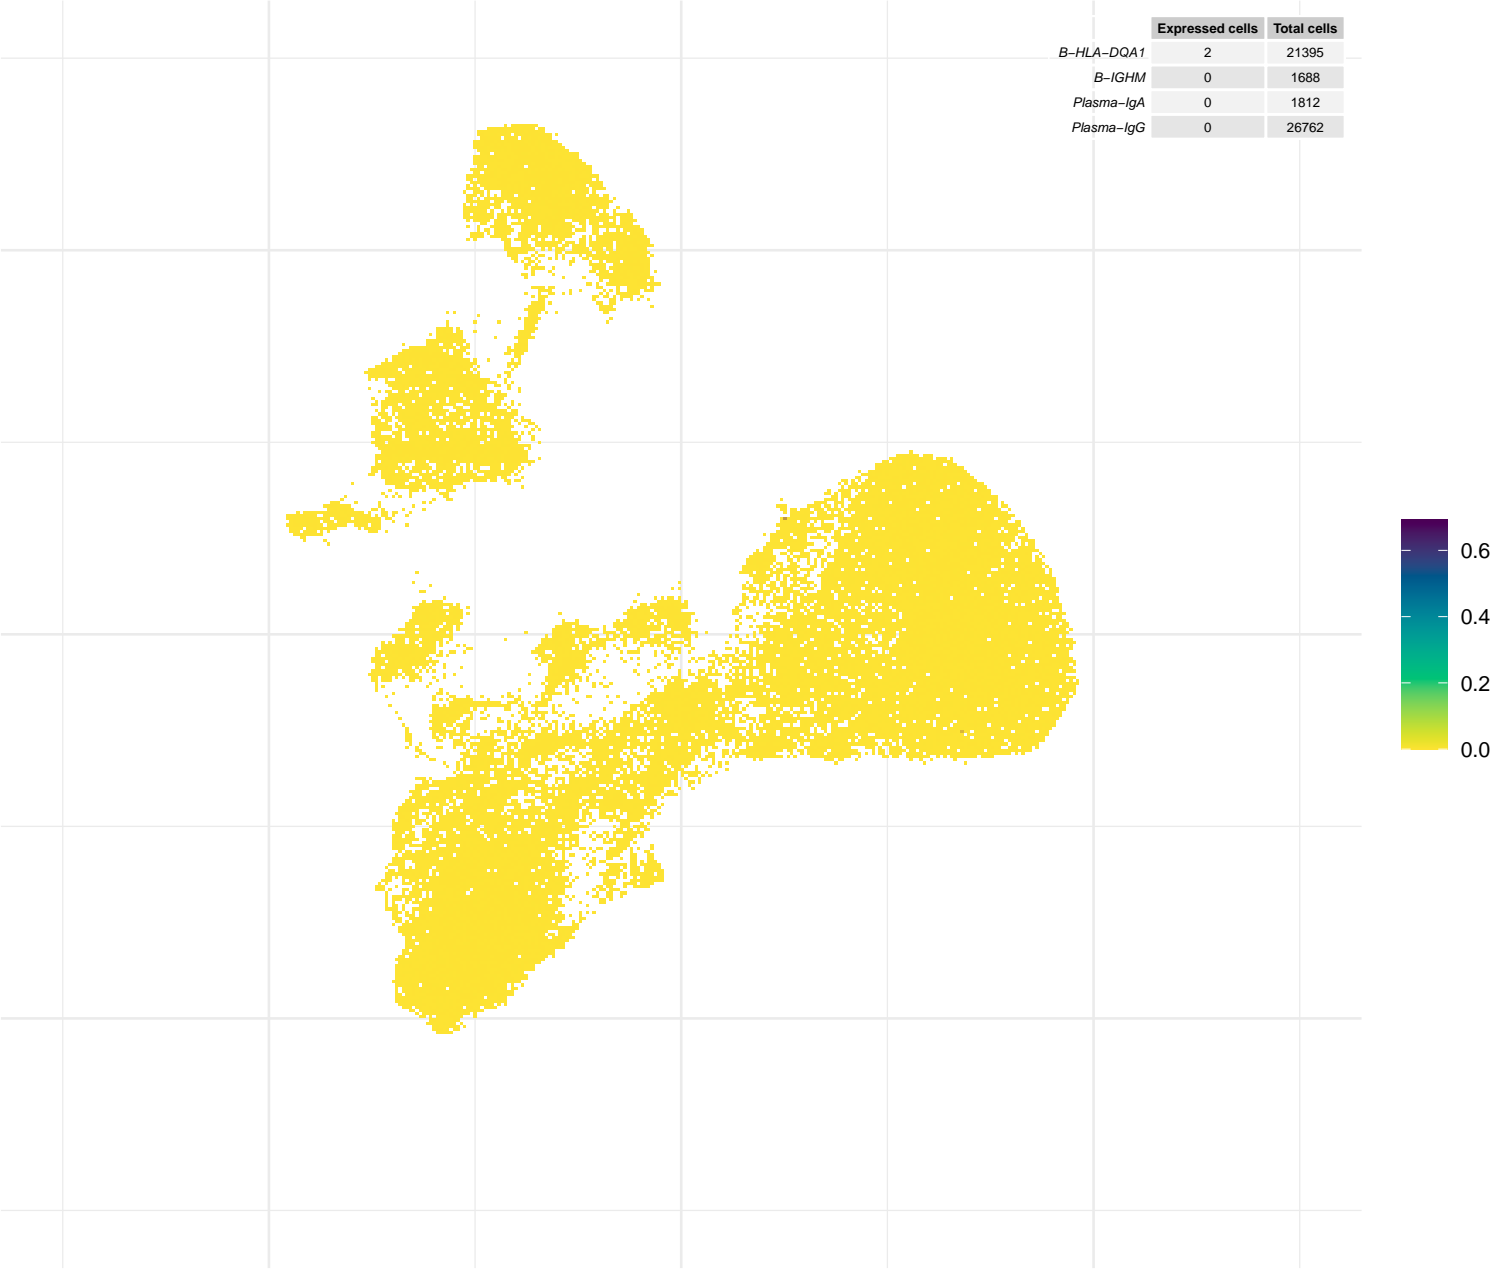 Expressed cells Total cells
B−HLA−DQA1 2 21395
B−IGHM 0 1688
Plasma−IgA 0 1812
Plasma−IgG 0 26762
0.6
0.4
0.2
0.0